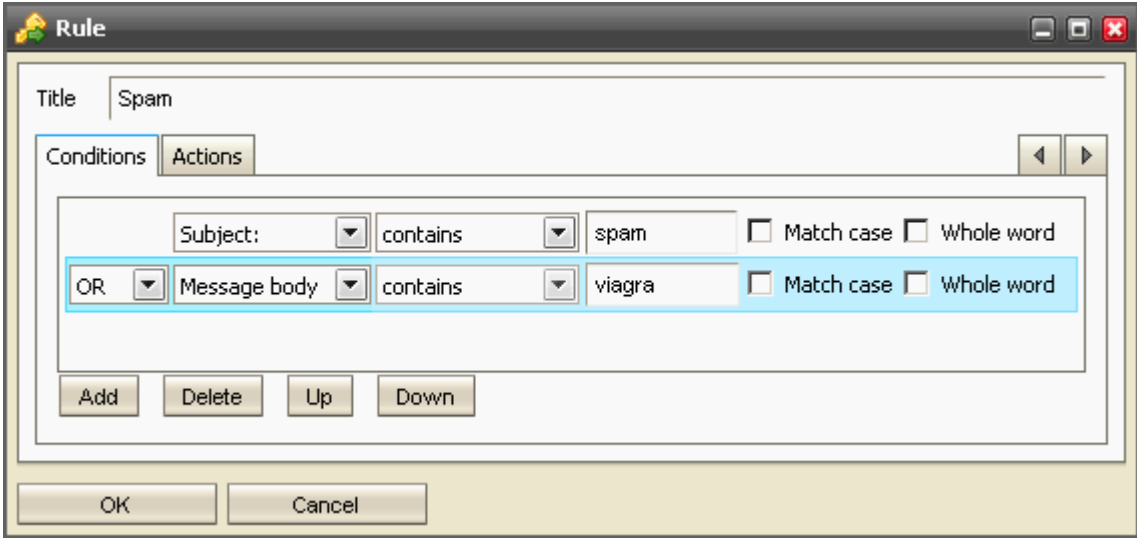 Rule
Title Spam
Conditions Actions
Subject: contains spam Match case Whole word
OR Message body contains viagra Match case Whole word
Add Delete Up Down
OK Cancel